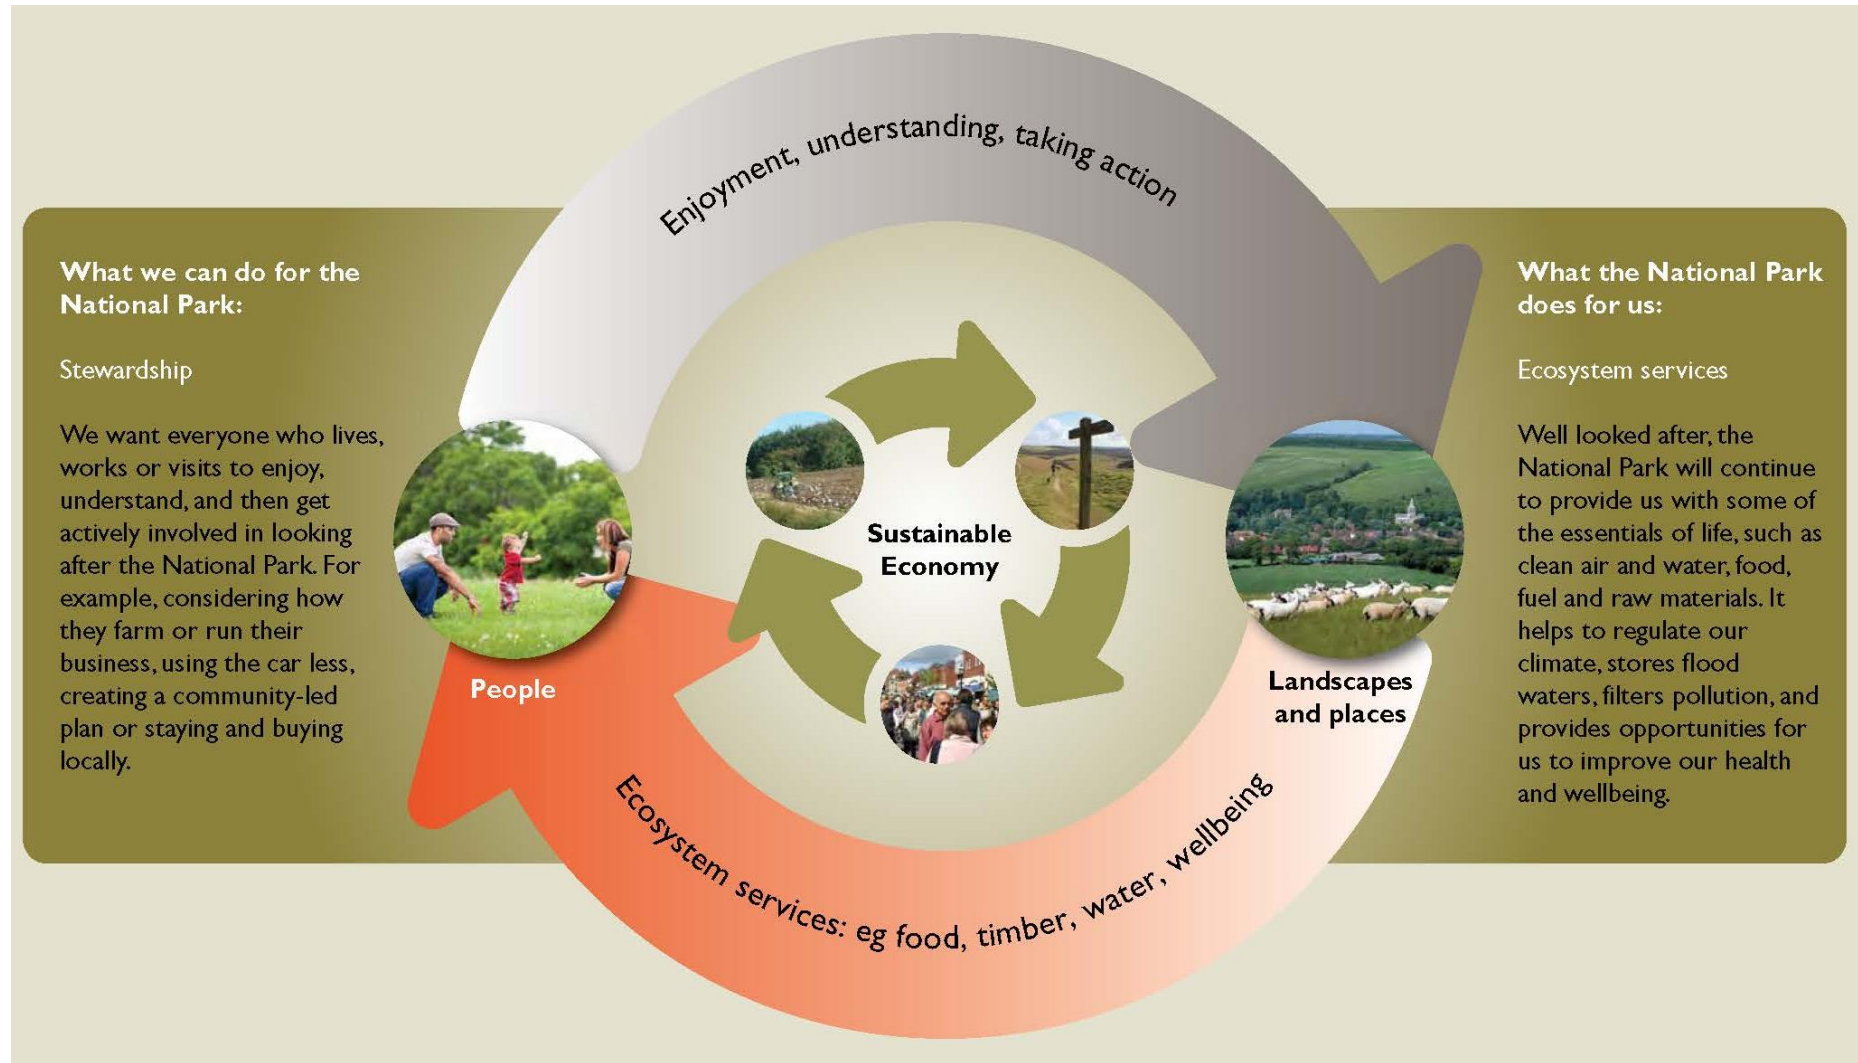 Enjoyment, understanding, taking action
What we can do for the
National Park:
Stewardship
We want everyone who lives,
works or visits to enjoy,
understand, and then get
actively involved in looking
after the National Park. For
example, considering how
they farm or run their
business, using the car less,
creating a community-led
plan or staying and buying
locally.
People
Sustainable
Economy
Landscapes
and places
Ecosystem services: eg food, timber, water, wellbeing
What the National Park
does for us:
Ecosystem services
Well looked after, the
National Park will continue
to provide us with some of
the essentials of life, such as
clean air and water, food,
fuel and raw materials. It
helps to regulate our
climate, stores flood
waters, filters pollution, and
provides opportunities for
us to improve our health
and wellbeing.